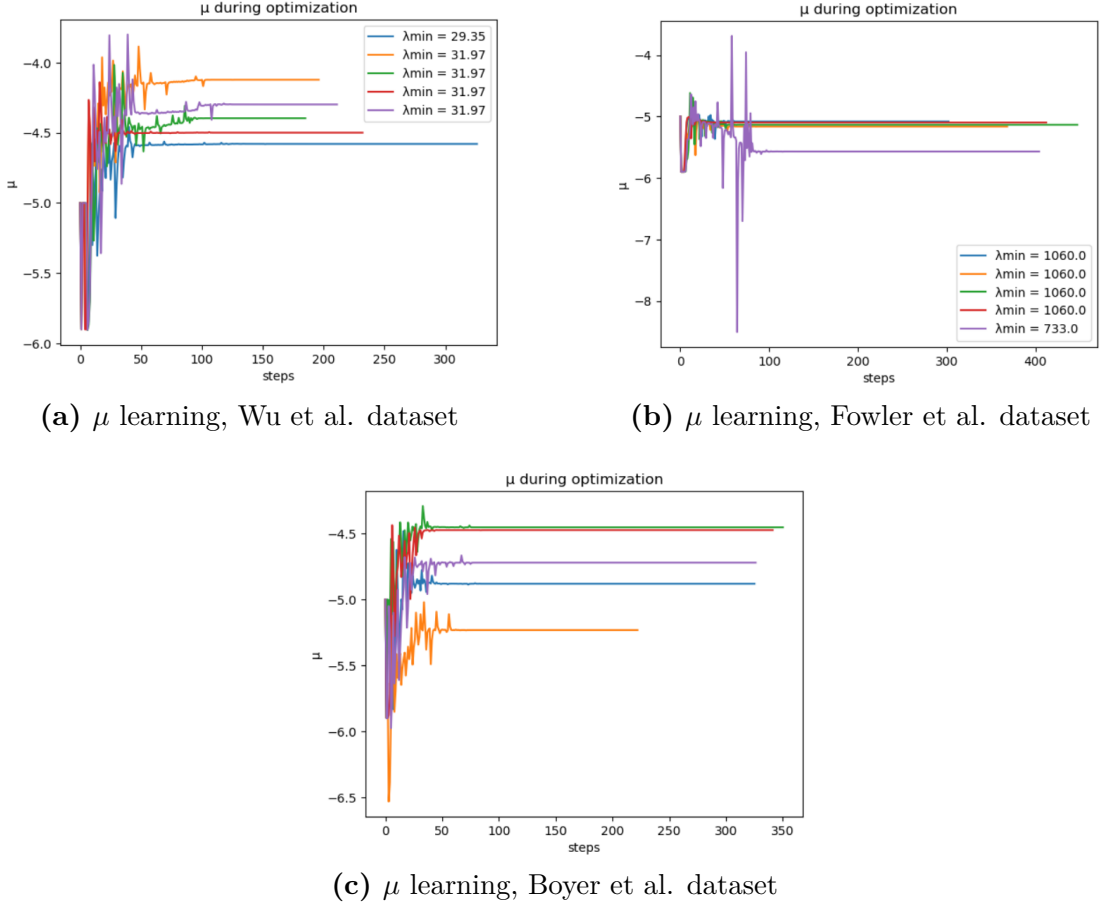 μ during optimization
λmin = 29.35
λmin = 31.97
λmin = 31.97
λmin = 31.97
λmin = 31.97
−4.0
−4.5
−5.0
−5.5
−6.0
μ
0 50 100 150 200 250 300
steps
(a) μ learning, Wu et al. dataset
μ during optimization
−4
−5
−6
−7
−8
μ
λmin = 1060.0
λmin = 1060.0
λmin = 1060.0
λmin = 1060.0
λmin = 733.0
0 100 200 300 400
steps
(b) μ learning, Fowler et al. dataset
μ during optimization
−4.5
−5.0
−5.5
−6.0
−6.5
μ
0 50 100 150 200 250 300 350
steps
(c) μ learning, Boyer et al. dataset